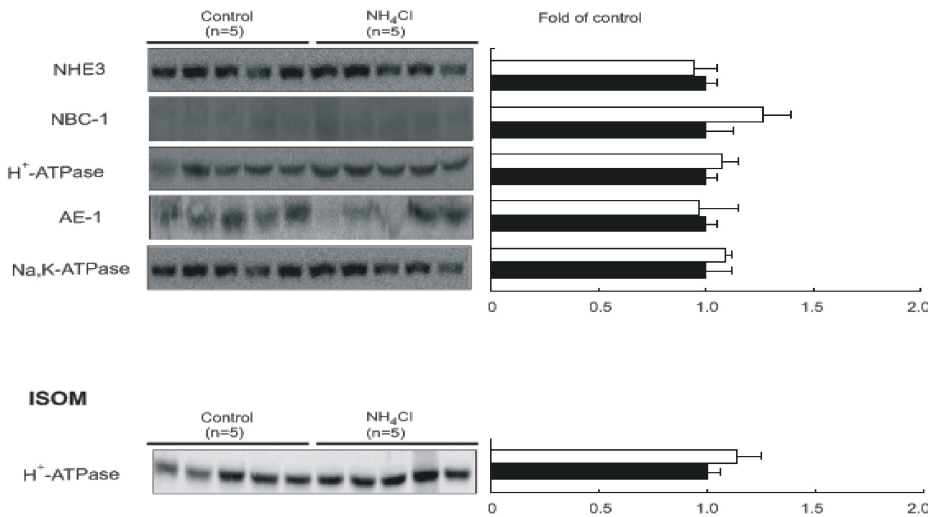 Control NH₄Cl Fold of control
(n=5) (n=5)
NHE3
NBC-1
H⁺-ATPase
AE-1
Na,K-ATPase
0 0.5 1.0 1.5 2.0
ISOM
Control NH₄Cl
(n=5) (n=5)
H⁺-ATPase
0 0.5 1.0 1.5 2.0